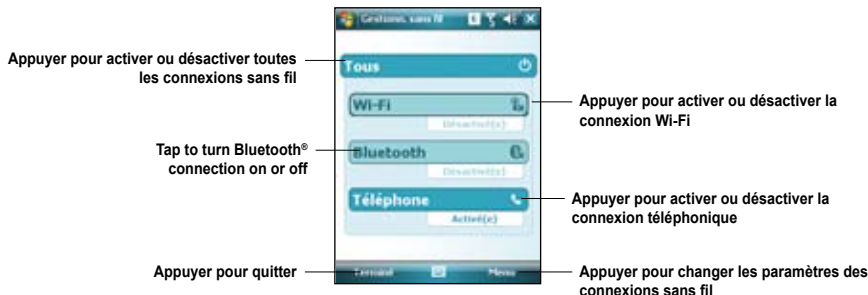 Gestionn. sans fil
Appuyer pour activer ou désactiver toutes
les connexions sans fil
Tous
Wi-Fi
Désactivé(e)
Appuyer pour activer ou désactiver la
connexion Wi-Fi
Tap to turn Bluetooth®
connection on or off
Bluetooth
Désactivé(e)
Téléphone
Activé(e)
Appuyer pour activer ou désactiver la
connexion téléphonique
Appuyer pour quitter
Terminé
Menu
Appuyer pour changer les paramètres des
connexions sans fil